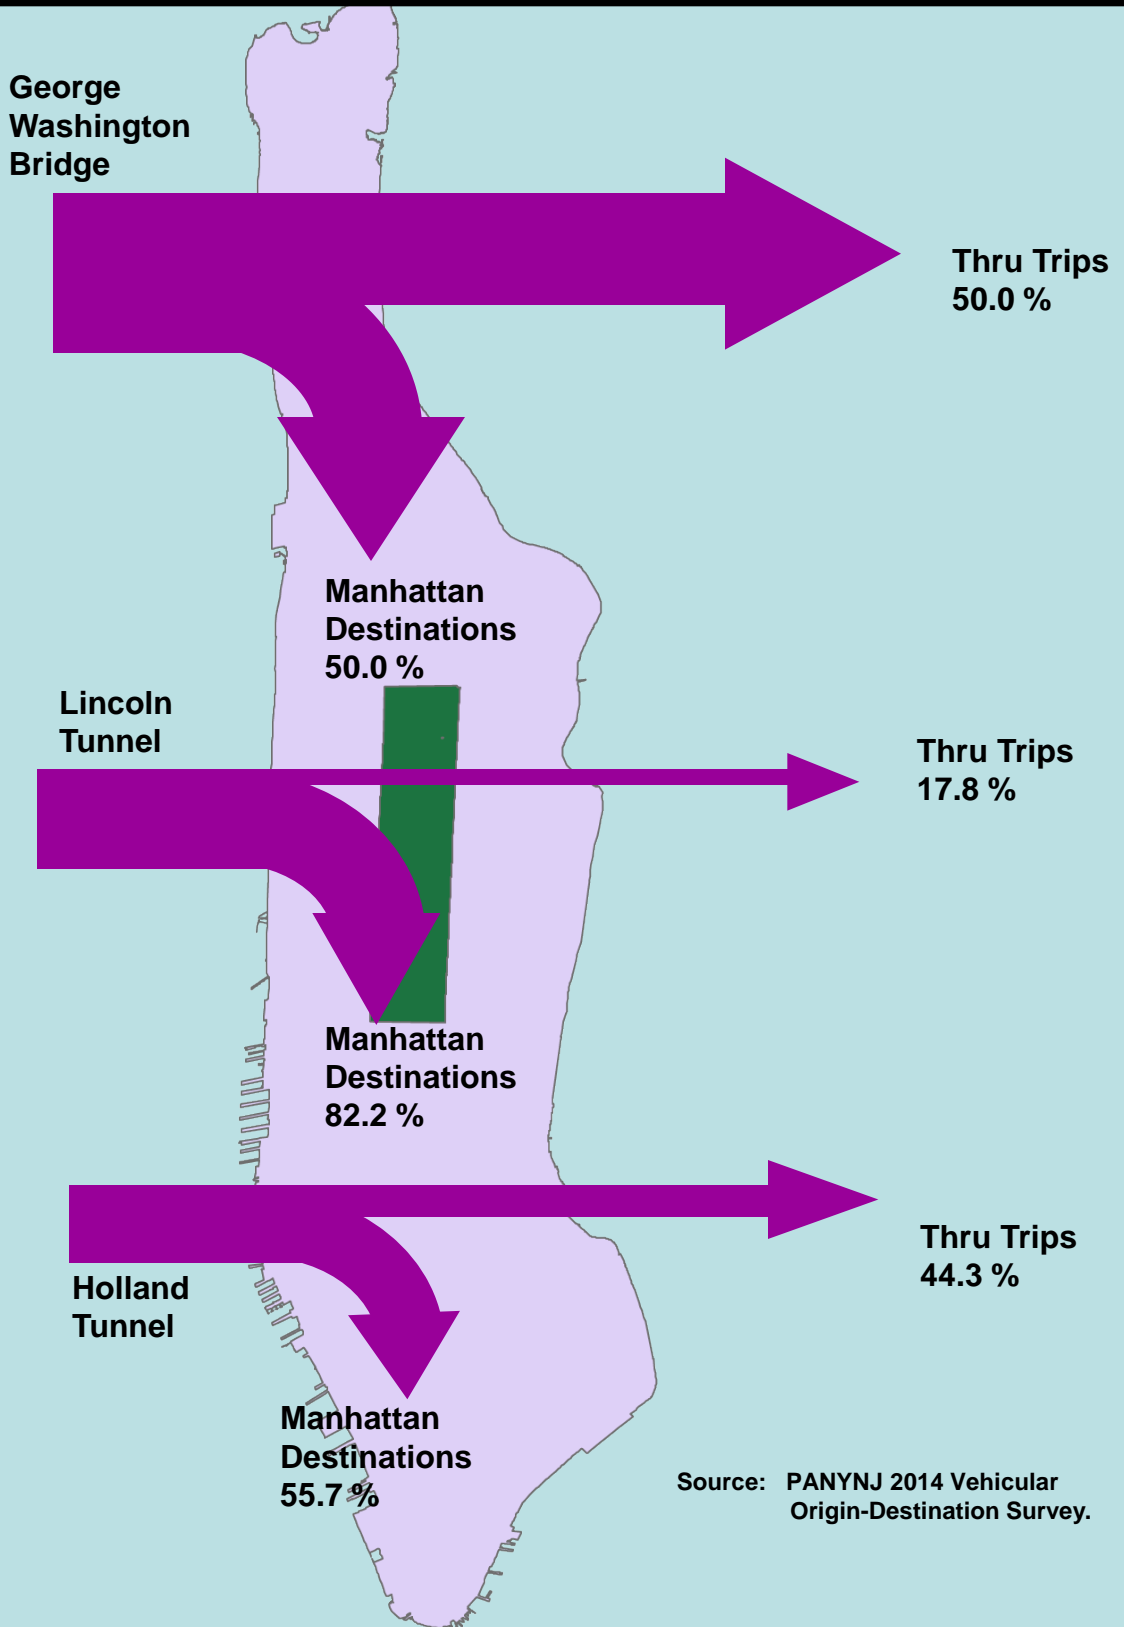 George
Washington
Bridge
Thru Trips
50.0 %
Manhattan
Destinations
50.0 %
Lincoln
Tunnel
Thru Trips
17.8 %
Manhattan
Destinations
82.2 %
Thru Trips
44.3 %
Holland
Tunnel
Manhattan
Destinations
55.7 %
Source: PANYNJ 2014 Vehicular
Origin-Destination Survey.